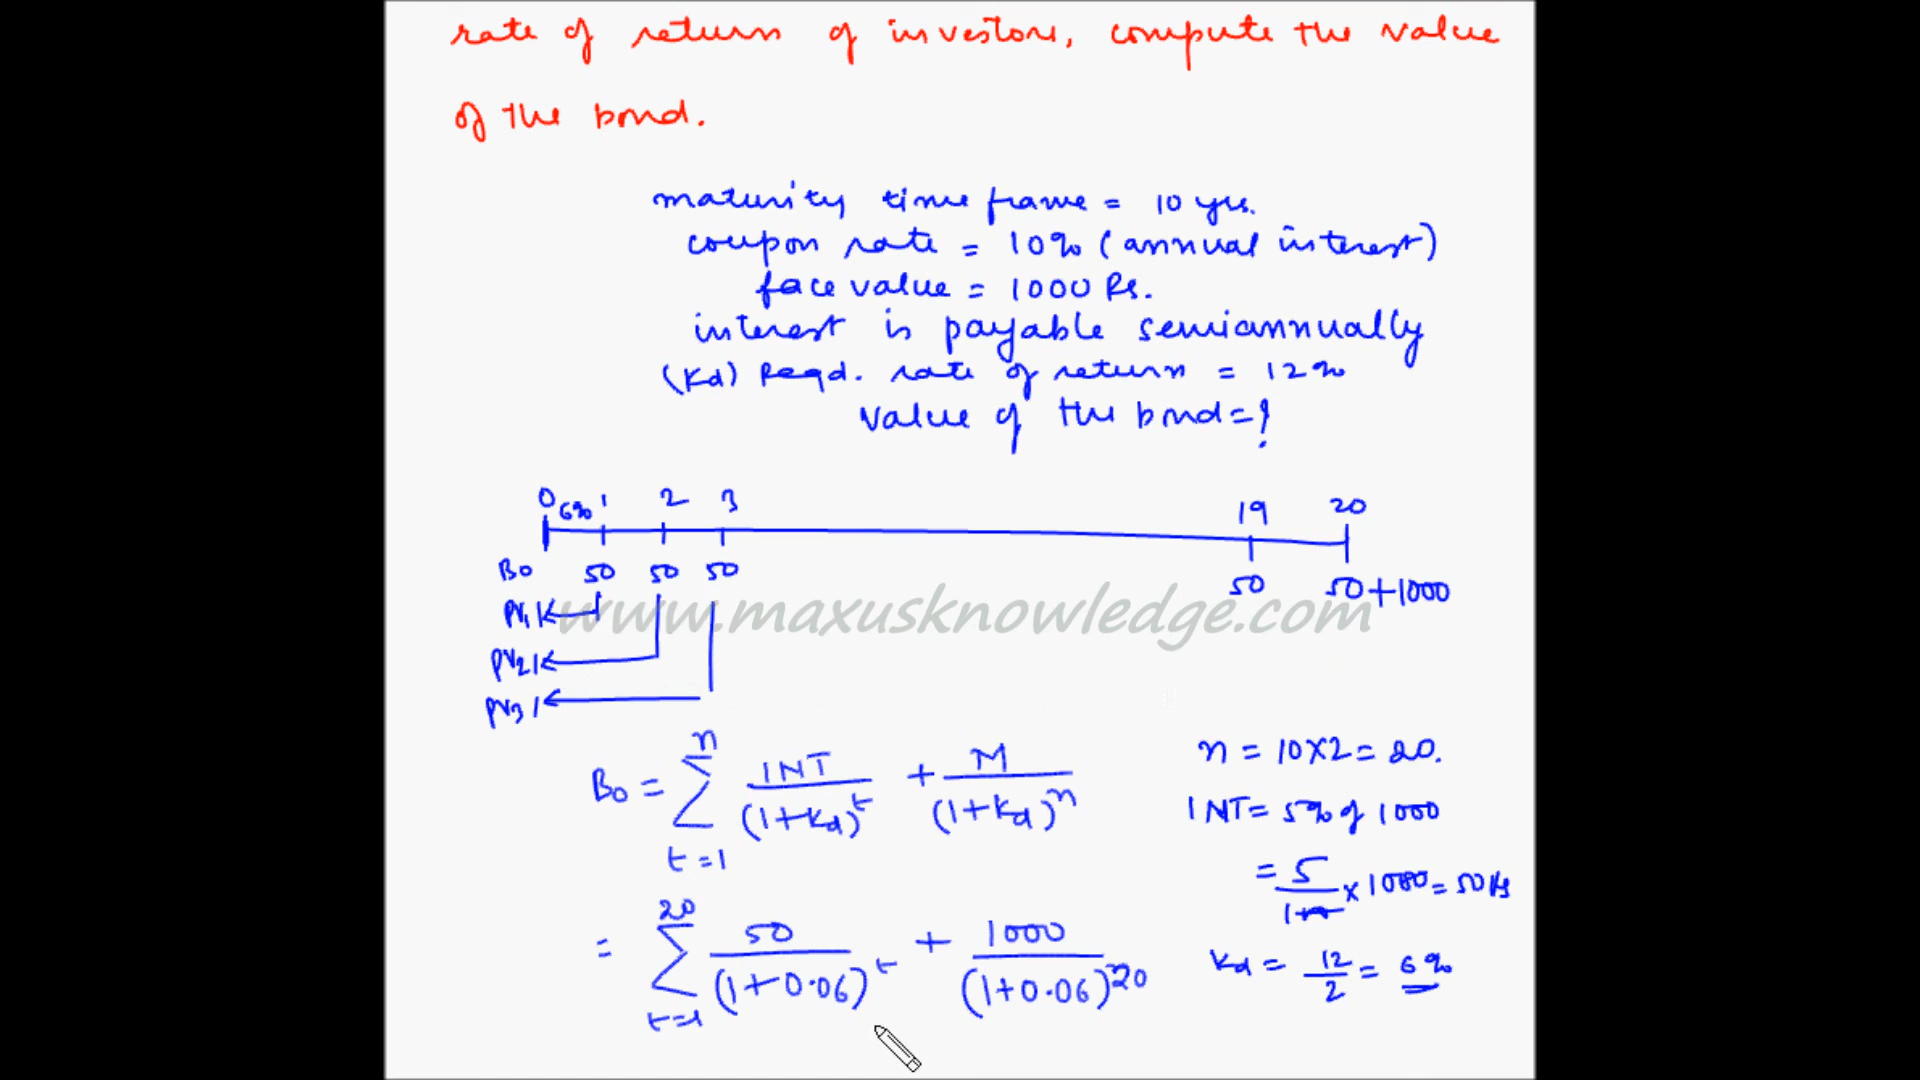 rate of return of investors, compute the value
of the bond.
maturity time frame = 10 yrs.
coupon rate = 10% (annual interest)
face value = 1000 Rs.
interest is payable semiannually
(Kd) Reqd. rate of return = 12%
Value of the bond = ?
0 6% 1 2 3 19 20
B0 50 50 50 50 50+1000
www.maxusknowledge.com
PV1
PV2
PV3
B0 = n∑t=1 INT/(1+Kd)^t + M/(1+Kd)^n
n = 10×2 = 20.
INT = 5% of 1000
= 5/100 × 1000 = 50 Rs
= 20∑t=1 50/(1+0.06)^t + 1000/(1+0.06)^20
Kd = 12/2 = 6%